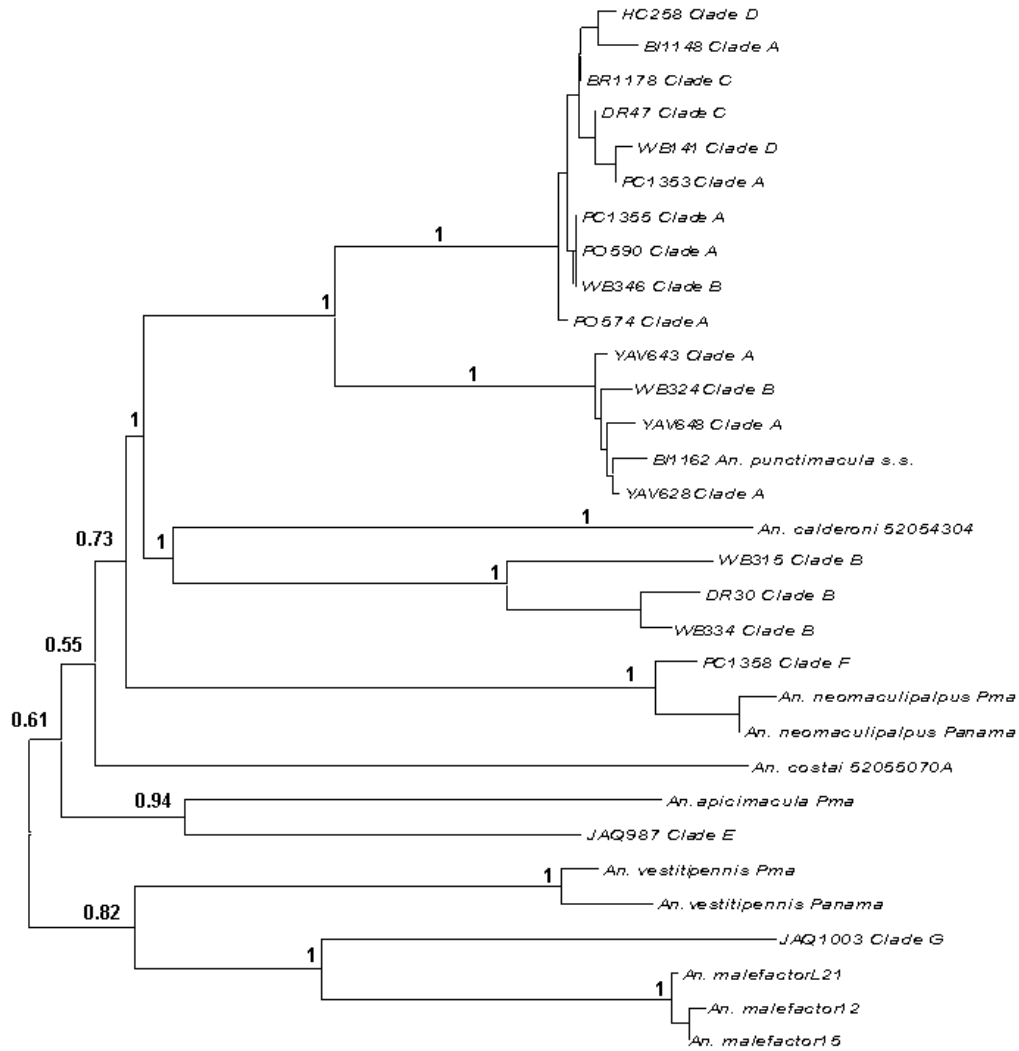 HC258 Clade D
BI1148 Clade A
BR1178 Clade C
DR47 Clade C
WB141 Clade D
PC1353 Clade A
PC1355 Clade A
1
PO590 Clade A
WB346 Clade B
1
PO574 Clade A
YAV643 Clade A
1
WB324 Clade B
1
YAV648 Clade A
BI1162 An. punctimacula s.s.
YAV628 Clade A
1
An. calderoni 52054304
0.73
1
WB315 Clade B
1
DR30 Clade B
WB334 Clade B
0.55
PC1358 Clade F
1
An. neomaculipalpus Pma
0.61
An. neomaculipalpus Panama
An. costai 52055070A
An. apicimacula Pma
0.94
JAQ987 Clade E
An. vestitipennis Pma
1
An. vestitipennis Panama
0.82
JAQ1003 Clade G
1
An. malefactorL21
1
An. malefactor12
An. malefactor15